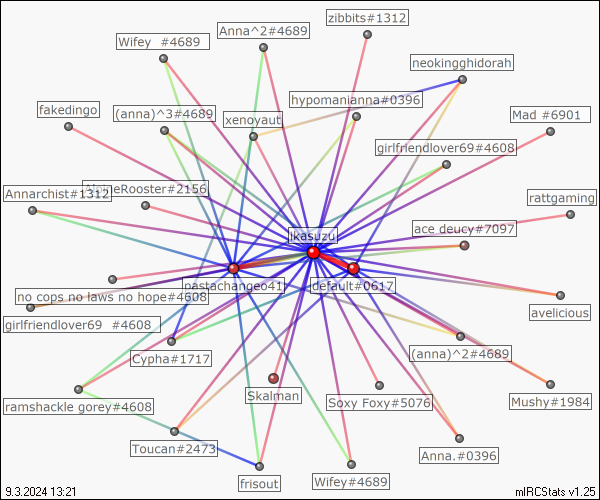 zibbits#1312
Anna^2#4689
Wifey  #4689
neokingghidorah
hypomanianna#0396
fakedingo
(anna)^3#4689
xenoyaut
Mad #6901
girlfriendlover69#4608
Annarchist#1312
#2156
rattgaming
ikasuzu
ace deucy#7097
pastachangeo41
default#0617
no cops no laws no hope#4608
avelicious
girlfriendlover69  #4608
Cypha#1717
(anna)^2#4689
Skalman
Soxy Foxy#5076
Mushy#1984
ramshackle gorey#4608
Toucan#2473
Anna.#0396
frisout
Wifey#4689
9.3.2024 13:21
mIRCStats v1.25